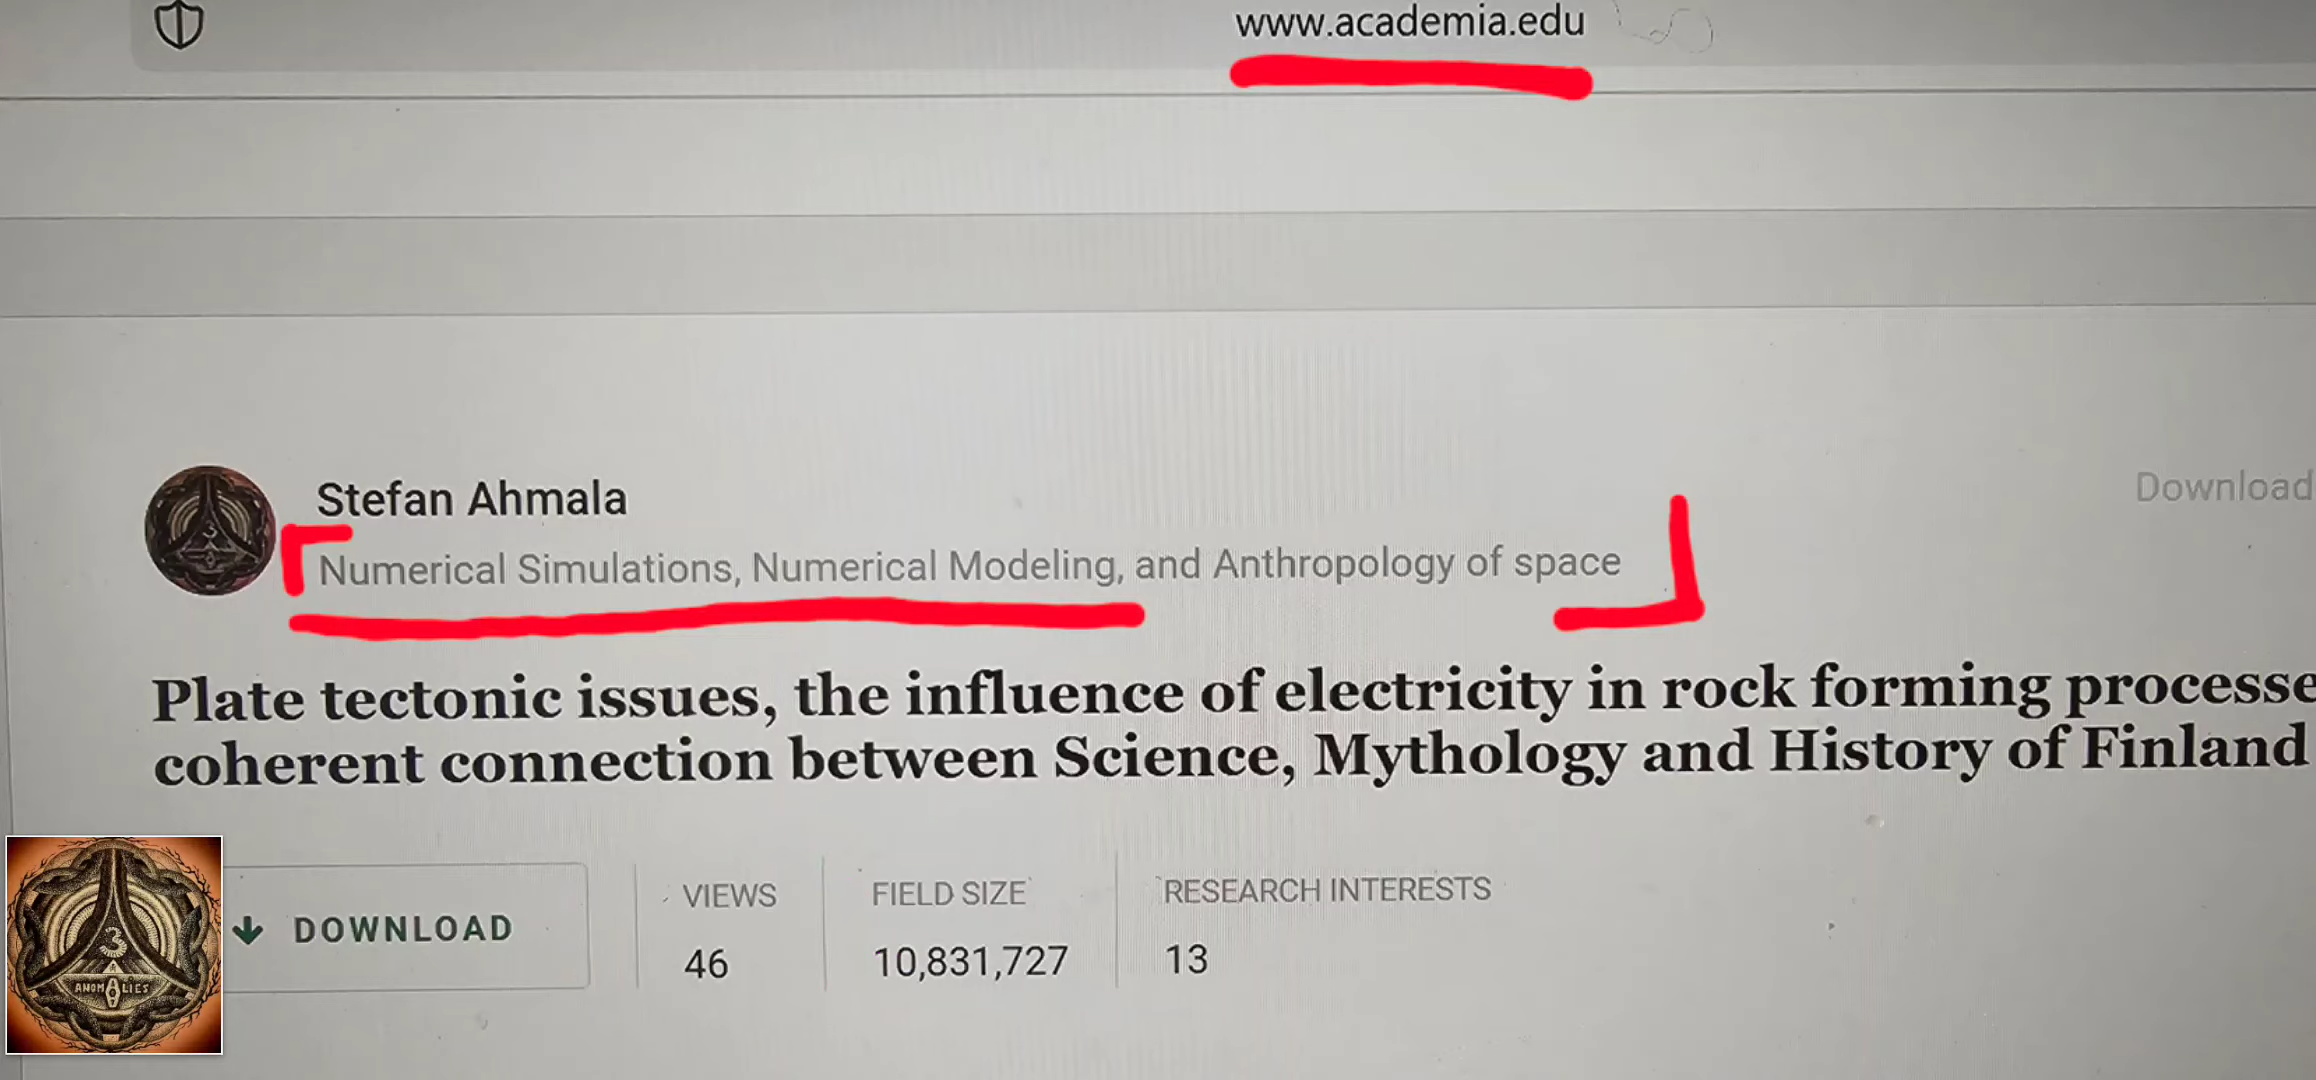 www.academia.edu
Stefan Ahmala
Download
Numerical Simulations, Numerical Modeling, and Anthropology of space
Plate tectonic issues, the influence of electricity in rock forming processe
coherent connection between Science, Mythology and History of Finland
DOWNLOAD
VIEWS
46
FIELD SIZE
10,831,727
RESEARCH INTERESTS
13
3
ANOMALIES